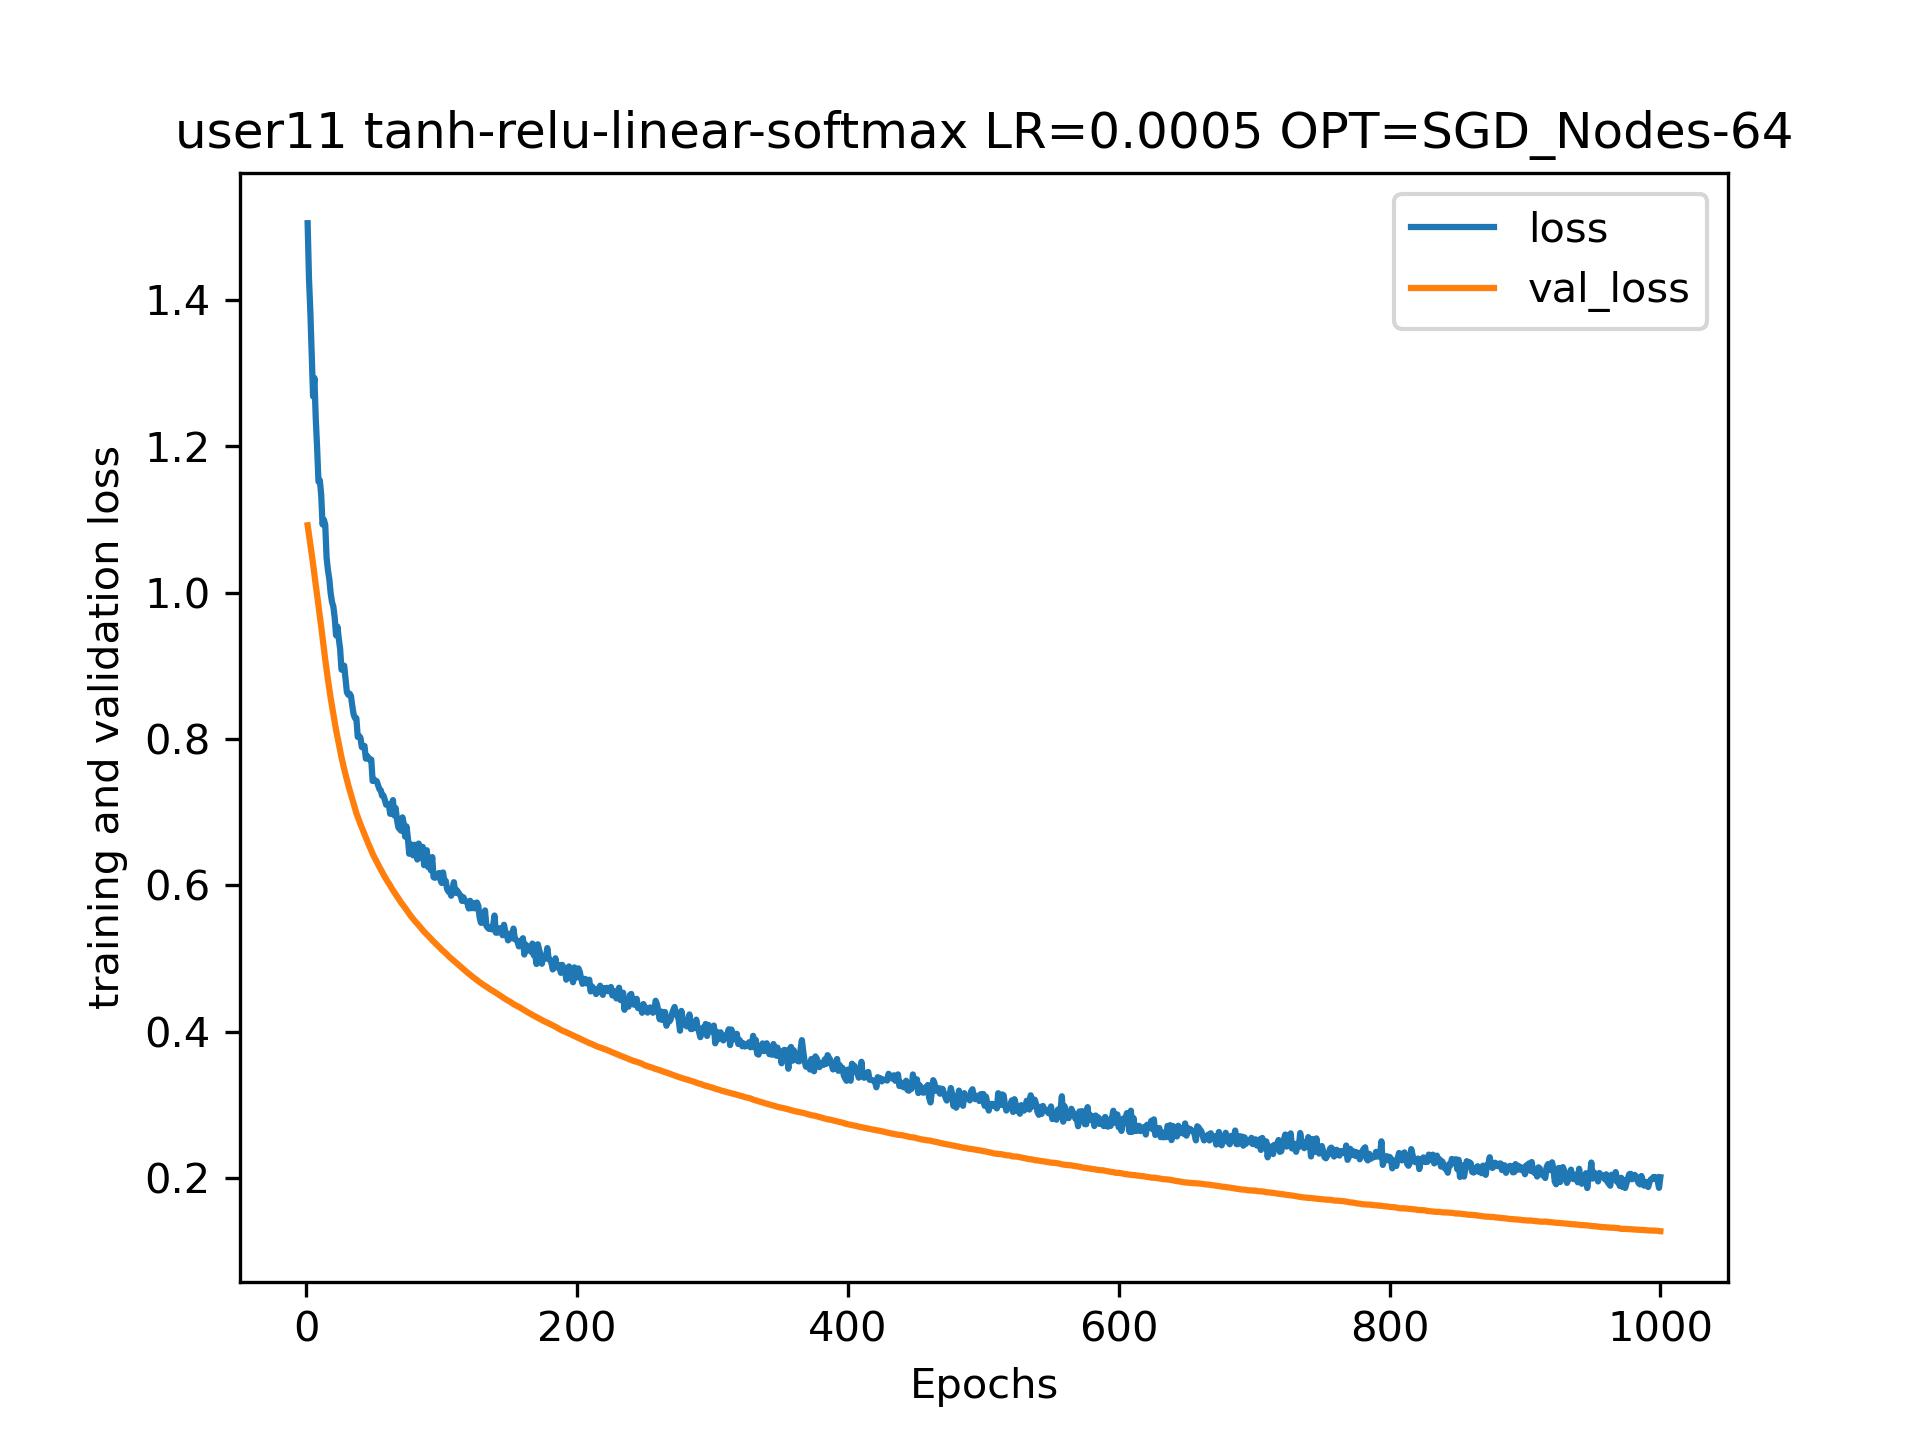 user11 tanh-relu-linear-softmax LR=0.0005 OPT=SGD_Nodes-64
loss
val_loss
training and validation loss
1.4
1.2
1.0
0.8
0.6
0.4
0.2
0 200 400 600 800 1000
Epochs